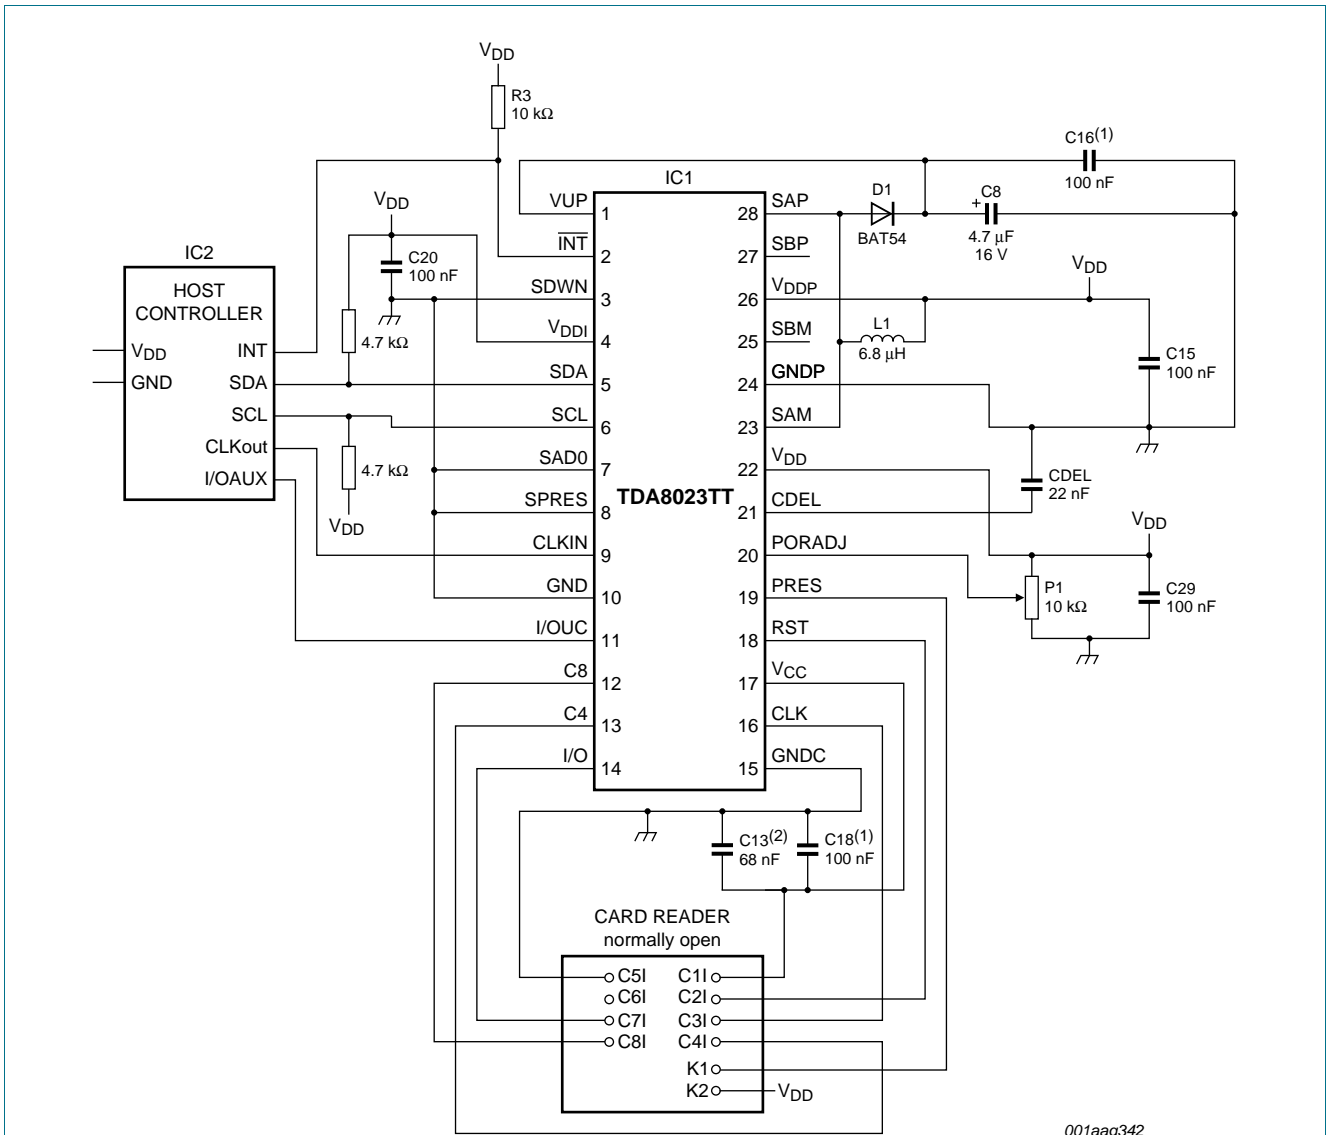 VDD
R3
10 kΩ
C16(1)
100 nF
IC1
VUP
1
INT
2
SDWN
3
VDDI
4
SDA
5
SCL
6
SAD0
7
SPRES
8
CLKIN
9
GND
10
I/OUC
11
C8
12
C4
13
I/O
14
TDA8023TT
SAP
28
SBP
27
VDDP
26
SBM
25
GNDP
24
SAM
23
VDD
22
CDEL
21
PORADJ
20
PRES
19
RST
18
VCC
17
CLK
16
GNDC
15
D1
BAT54
+
C8
4.7 μF
16 V
VDD
L1
6.8 μH
C15
100 nF
CDEL
22 nF
VDD
P1
10 kΩ
C29
100 nF
VDD
C20
100 nF
4.7 kΩ
4.7 kΩ
VDD
IC2
HOST
CONTROLLER
VDD
GND
INT
SDA
SCL
CLKout
I/OAUX
C13(2)
68 nF
C18(1)
100 nF
CARD READER
normally open
C5I
C6I
C7I
C8I
C1I
C2I
C3I
C4I
K1
K2
VDD
001aag342